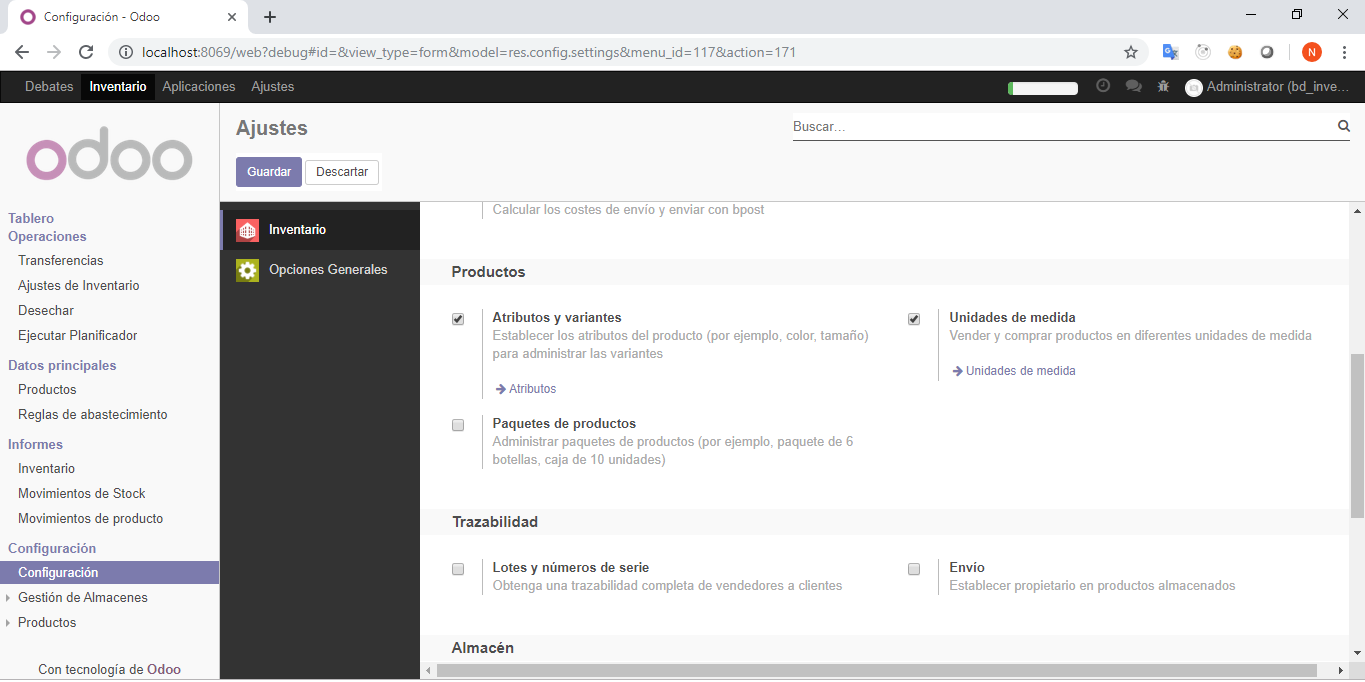 Configuración - Odoo
localhost:8069/web?debug#id=&view_type=form&model=res.config.settings&menu_id=117&action=171
N
Debates Inventario Aplicaciones Ajustes Administrator (bd_inve...
odoo
Ajustes
Buscar...
Guardar Descartar
Tablero
Operaciones
Transferencias
Ajustes de Inventario
Desechar
Ejecutar Planificador
Datos principales
Productos
Reglas de abastecimiento
Informes
Inventario
Movimientos de Stock
Movimientos de producto
Configuración
Configuración
Gestión de Almacenes
Productos
Con tecnología de Odoo
Inventario
Opciones Generales
Calcular los costes de envío y enviar con bpost
Productos
Atributos y variantes
Establecer los atributos del producto (por ejemplo, color, tamaño)
para administrar las variantes
Atributos
Unidades de medida
Vender y comprar productos en diferentes unidades de medida
Unidades de medida
Paquetes de productos
Administrar paquetes de productos (por ejemplo, paquete de 6
botellas, caja de 10 unidades)
Trazabilidad
Lotes y números de serie
Obtenga una trazabilidad completa de vendedores a clientes
Envío
Establecer propietario en productos almacenados
Almacén